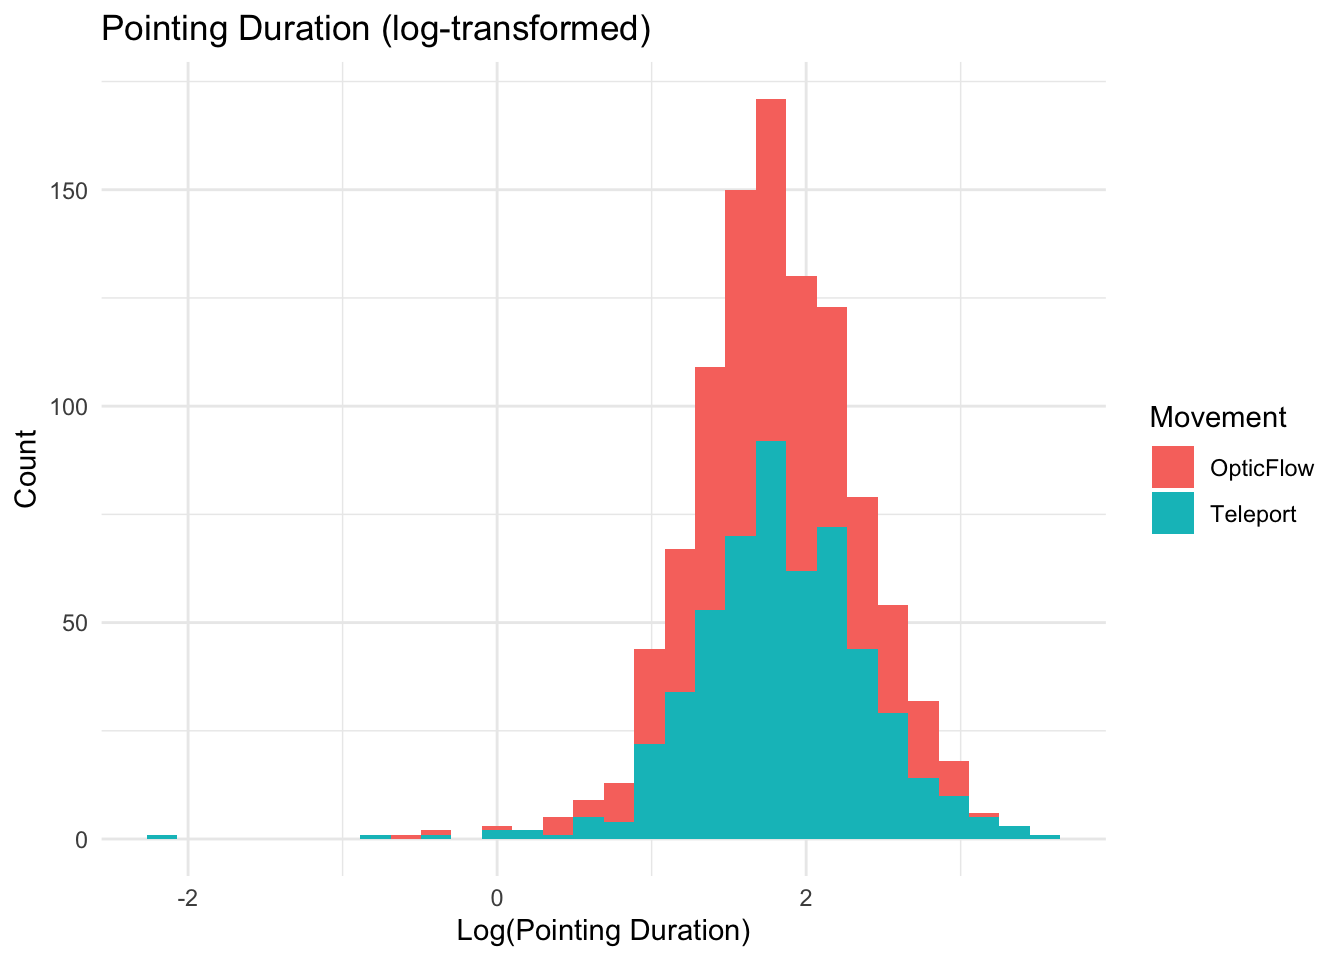 Pointing Duration (log-transformed)
150
100
50
0
Count
-2
0
2
Log(Pointing Duration)
Movement
OpticFlow
Teleport